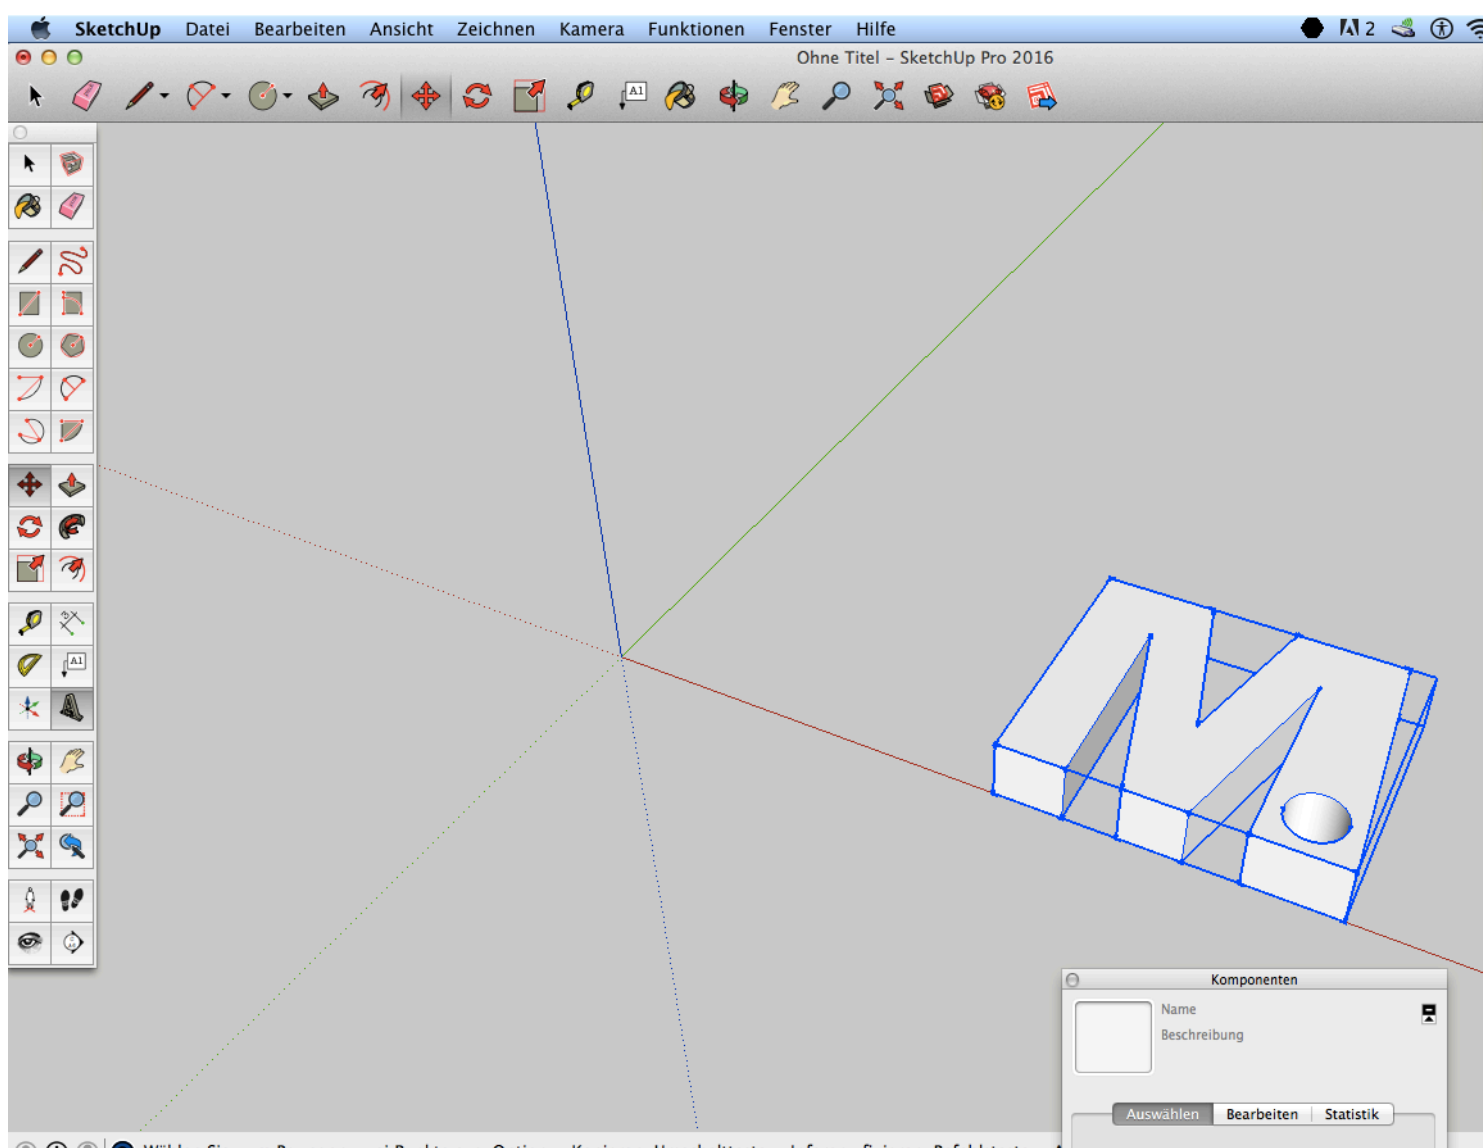 SketchUp Datei Bearbeiten Ansicht Zeichnen Kamera Funktionen Fenster Hilfe 2
Ohne Titel – SketchUp Pro 2016
A1
A1
Komponenten
Name
Beschreibung
Auswählen Bearbeiten Statistik